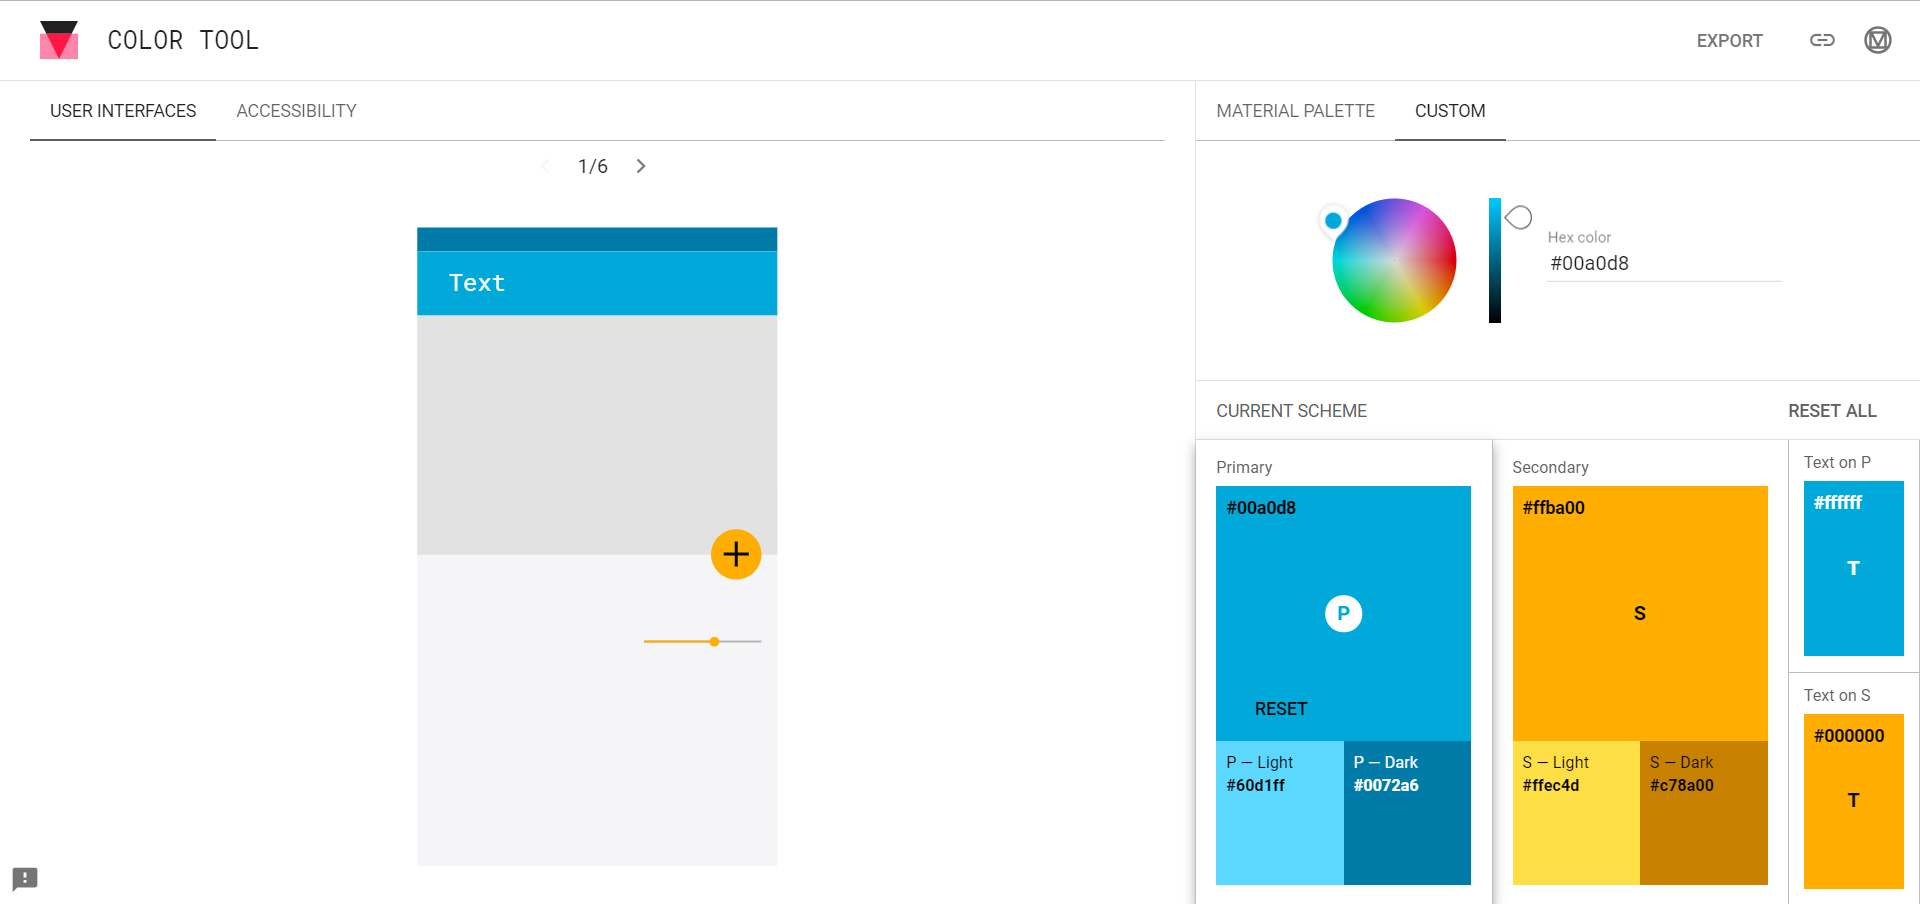 COLOR TOOL
EXPORT
USER INTERFACES
ACCESSIBILITY
MATERIAL PALETTE
CUSTOM
1/6
Text
Hex color
#00a0d8
CURRENT SCHEME
RESET ALL
Primary
#00a0d8
P
RESET
P — Light
#60d1ff
P — Dark
#0072a6
Secondary
#ffba00
S
S — Light
#ffec4d
S — Dark
#c78a00
Text on P
#ffffff
T
Text on S
#000000
T